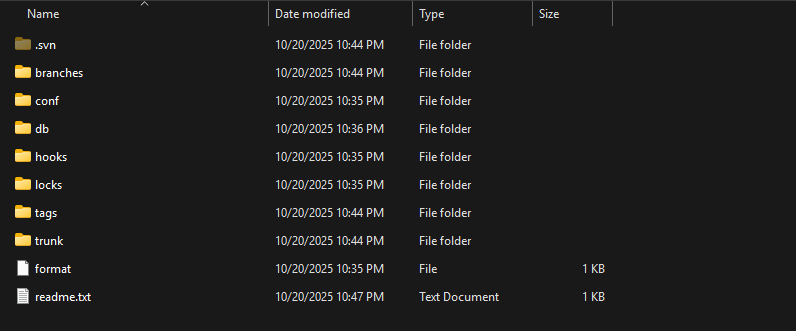 Name Date modified Type Size
.svn 10/20/2025 10:44 PM File folder
branches 10/20/2025 10:44 PM File folder
conf 10/20/2025 10:35 PM File folder
db 10/20/2025 10:36 PM File folder
hooks 10/20/2025 10:35 PM File folder
locks 10/20/2025 10:35 PM File folder
tags 10/20/2025 10:44 PM File folder
trunk 10/20/2025 10:44 PM File folder
format 10/20/2025 10:35 PM File 1 KB
readme.txt 10/20/2025 10:47 PM Text Document 1 KB